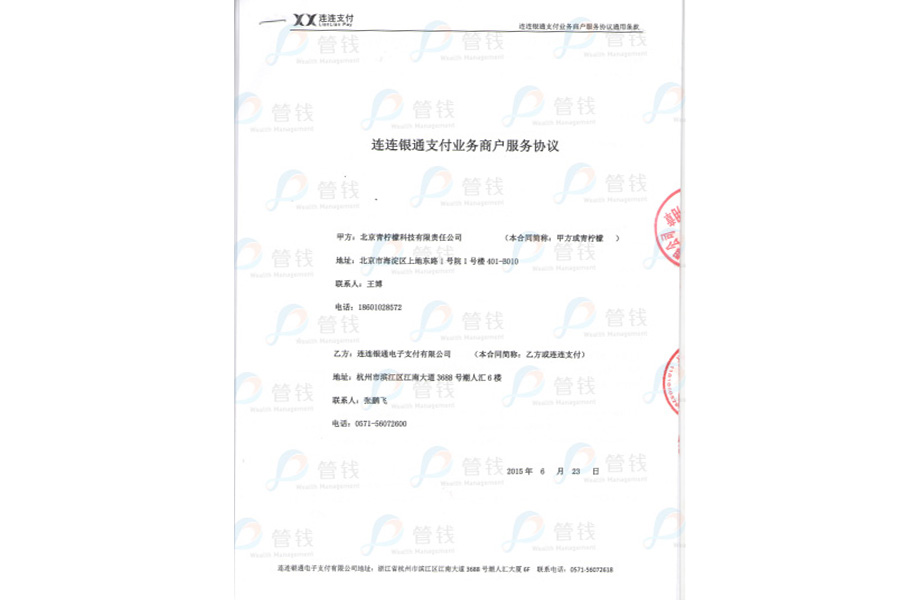 连连支付
LianLian Pay
连连银通支付业务商户服务协议通用条款
连连银通支付业务商户服务协议
甲方：北京青柠檬科技有限责任公司 （本合同简称：甲方或青柠檬 ）
地址：北京市海淀区上地东路 1 号院 1 号楼 401-B010
联系人：王博
电话：18601028572
乙方：连连银通电子支付有限公司 （本合同简称：乙方或连连支付）
地址：杭州市滨江区江南大道 3688 号潮人汇 6 楼
联系人：张鹏飞
电话：0571-56072600
2015 年 6 月 23 日
连连银通电子支付有限公司地址：浙江省杭州市滨江区江南大道 3688 号潮人汇大厦 6F 联系电话：0571-56072618
管钱
Wealth Management